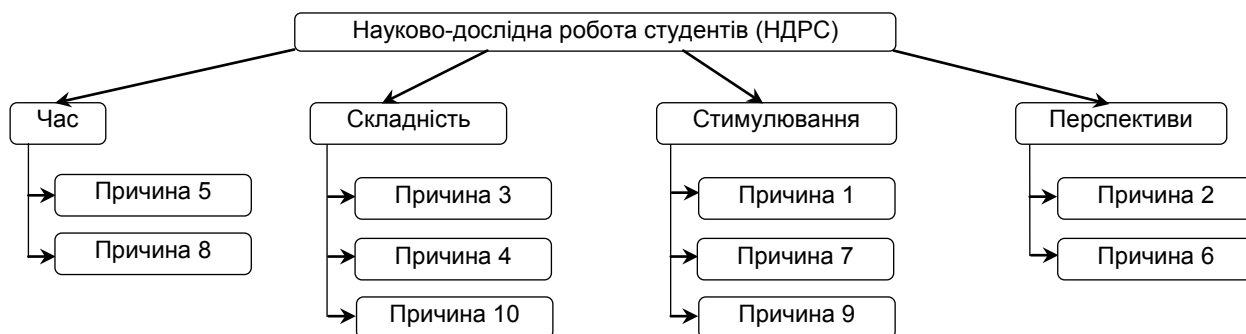 Науково-дослідна робота студентів (НДРС)
Час
Складність
Стимулювання
Перспективи
Причина 5
Причина 3
Причина 1
Причина 2
Причина 8
Причина 4
Причина 7
Причина 6
Причина 10
Причина 9